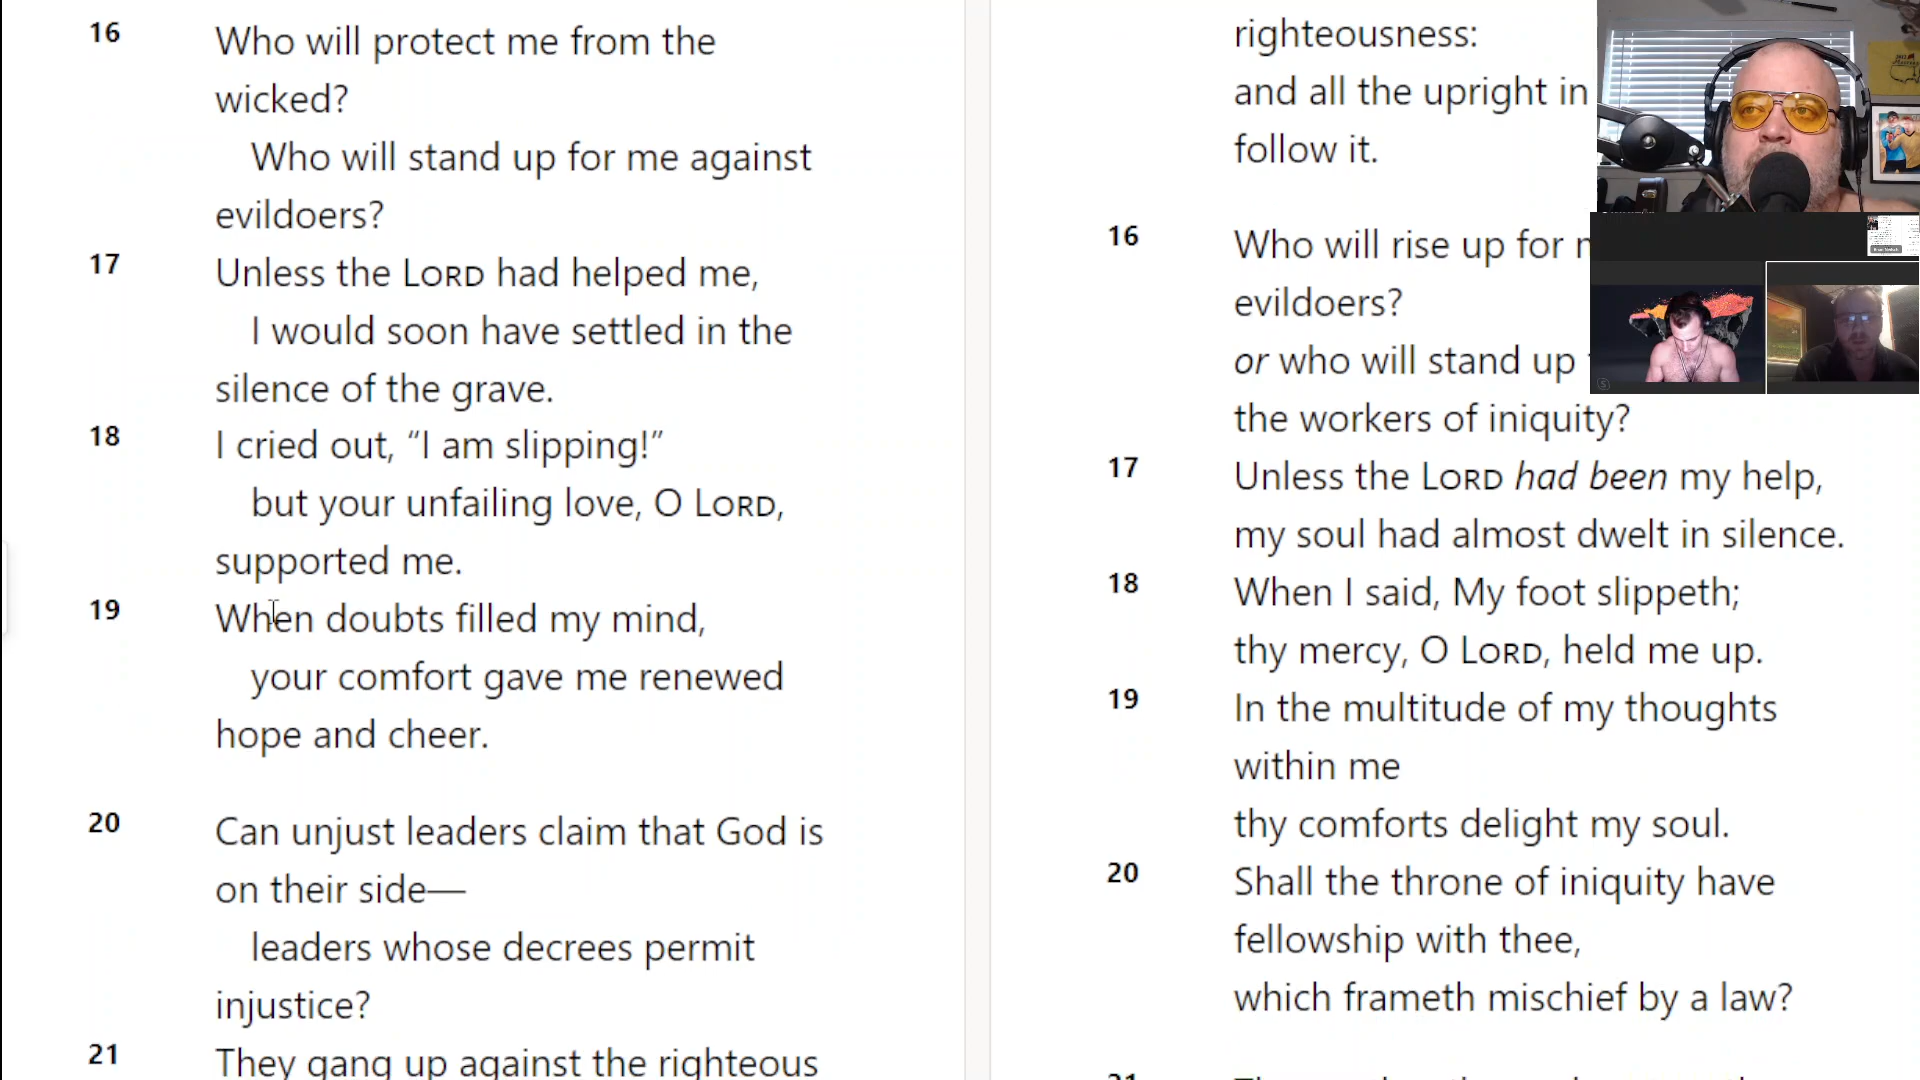 16
Who will protect me from the
wicked?
Who will stand up for me against
evildoers?
17
Unless the LORD had helped me,
I would soon have settled in the
silence of the grave.
18
I cried out, “I am slipping!”
but your unfailing love, O LORD,
supported me.
19
When doubts filled my mind,
your comfort gave me renewed
hope and cheer.
20
Can unjust leaders claim that God is
on their side—
leaders whose decrees permit
injustice?
21
They gang up against the righteous
righteousness:
and all the upright in
follow it.
16
Who will rise up for
evildoers?
or who will stand up
the workers of iniquity?
17
Unless the LORD had been my help,
my soul had almost dwelt in silence.
18
When I said, My foot slippeth;
thy mercy, O LORD, held me up.
19
In the multitude of my thoughts
within me
thy comforts delight my soul.
20
Shall the throne of iniquity have
fellowship with thee,
which frameth mischief by a law?